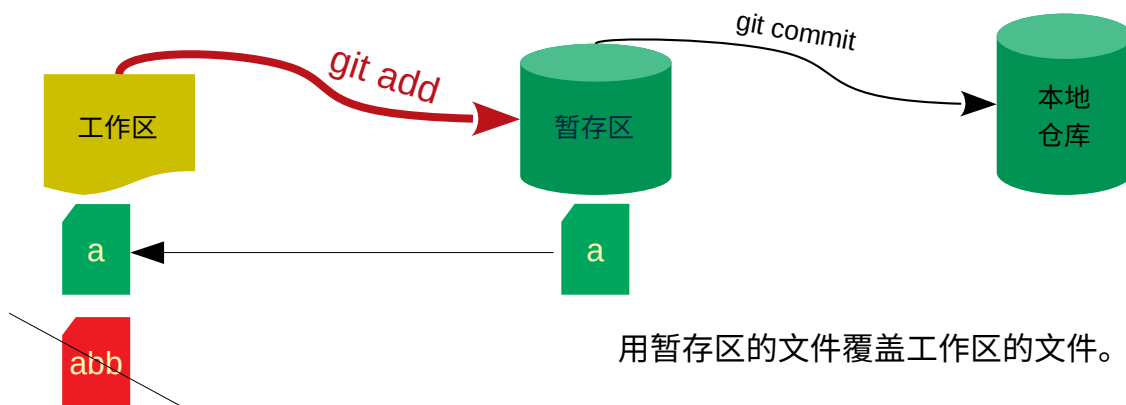 git add
git commit
工作区
暂存区
本地
仓库
a
a
abb
用暂存区的文件覆盖工作区的文件。